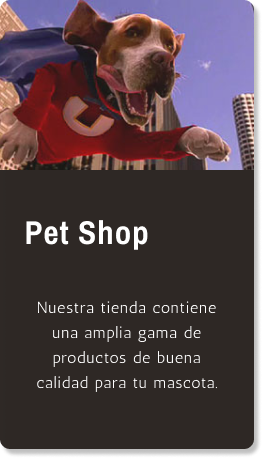 U
Pet Shop
Nuestra tienda contiene
una amplia gama de
productos de buena
calidad para tu mascota.